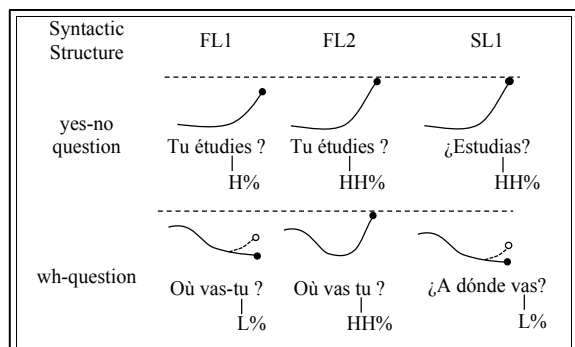 Syntactic Structure FL1 FL2 SL1
yes-no question
Tu étudies ? Tu étudies ? ¿Estudias?
H% HH% HH%
wh-question
Où vas-tu ? Où vas tu ? ¿A dónde vas?
L% HH% L%